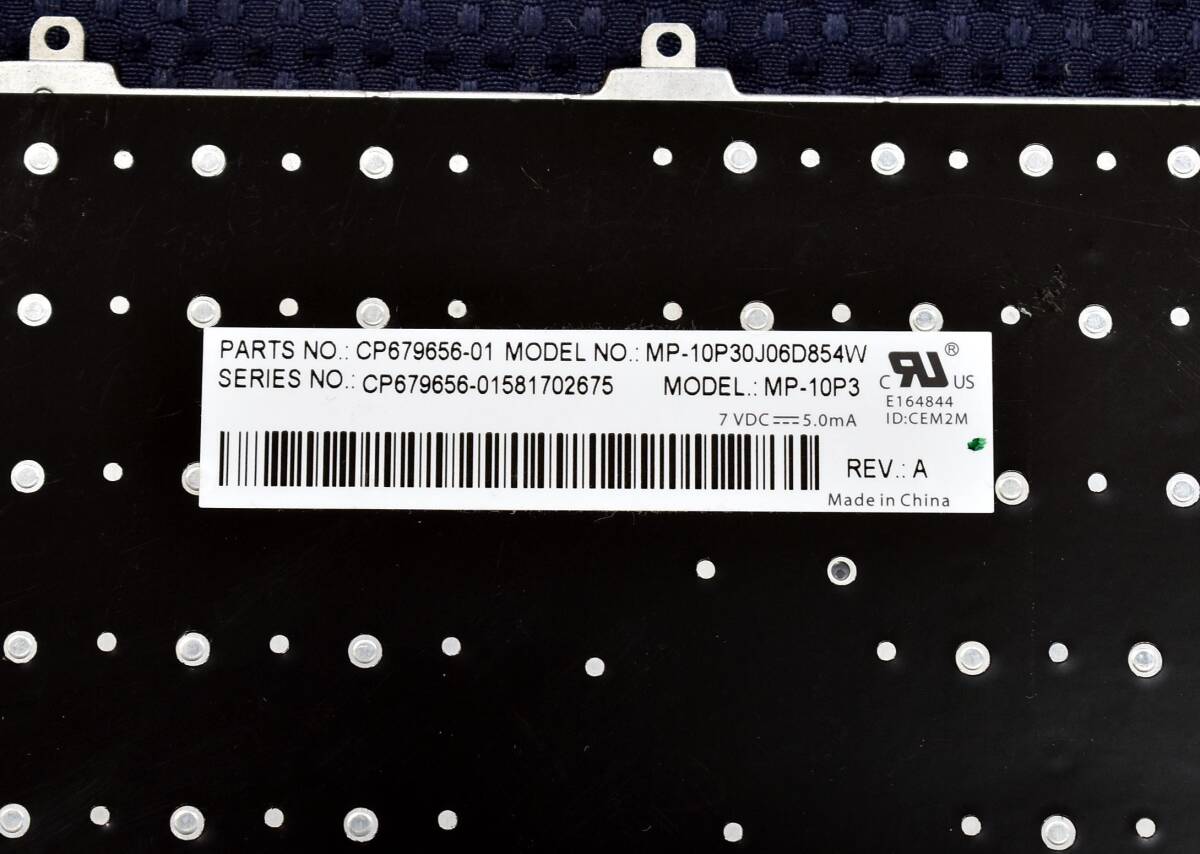 PARTS NO.: CP679656-01 MODEL NO.: MP-10P30J06D854W
SERIES NO.: CP679656-01581702675 MODEL.: MP-10P3
C RU ® US
E164844
7 VDC ⎓ 5.0mA ID:CEM2M
REV.: A
Made in China